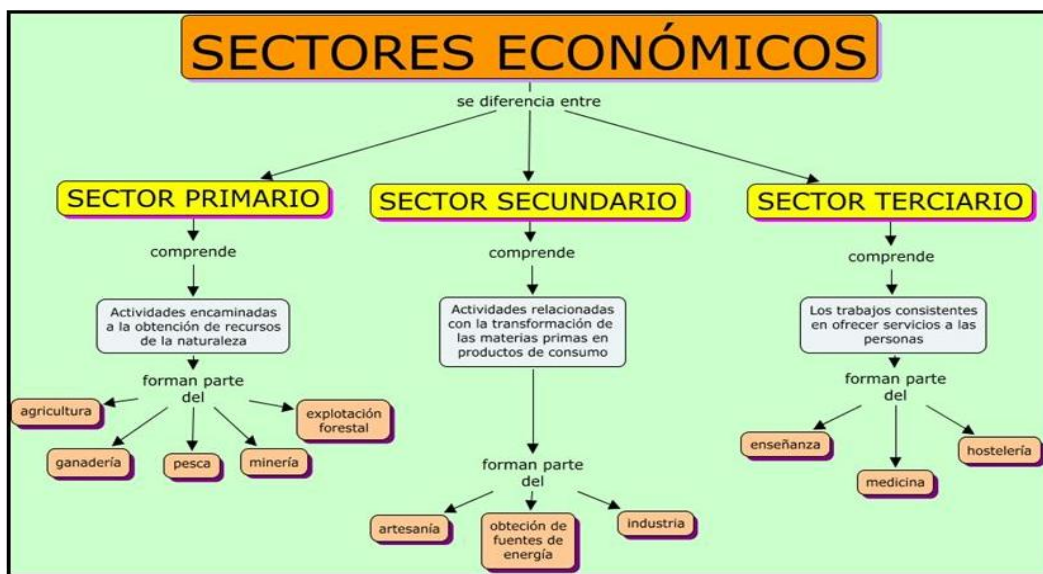 SECTORES ECONÓMICOS
se diferencia entre
SECTOR PRIMARIO
comprende
Actividades encaminadas
a la obtención de recursos
de la naturaleza
forman parte
del
agricultura
ganadería
pesca
minería
explotación
forestal
SECTOR SECUNDARIO
comprende
Actividades relacionadas
con la transformación de
las materias primas en
productos de consumo
forman parte
del
artesanía
obteción de
fuentes de
energía
industria
SECTOR TERCIARIO
comprende
Los trabajos consistentes
en ofrecer servicios a las
personas
forman parte
del
enseñanza
medicina
hostelería